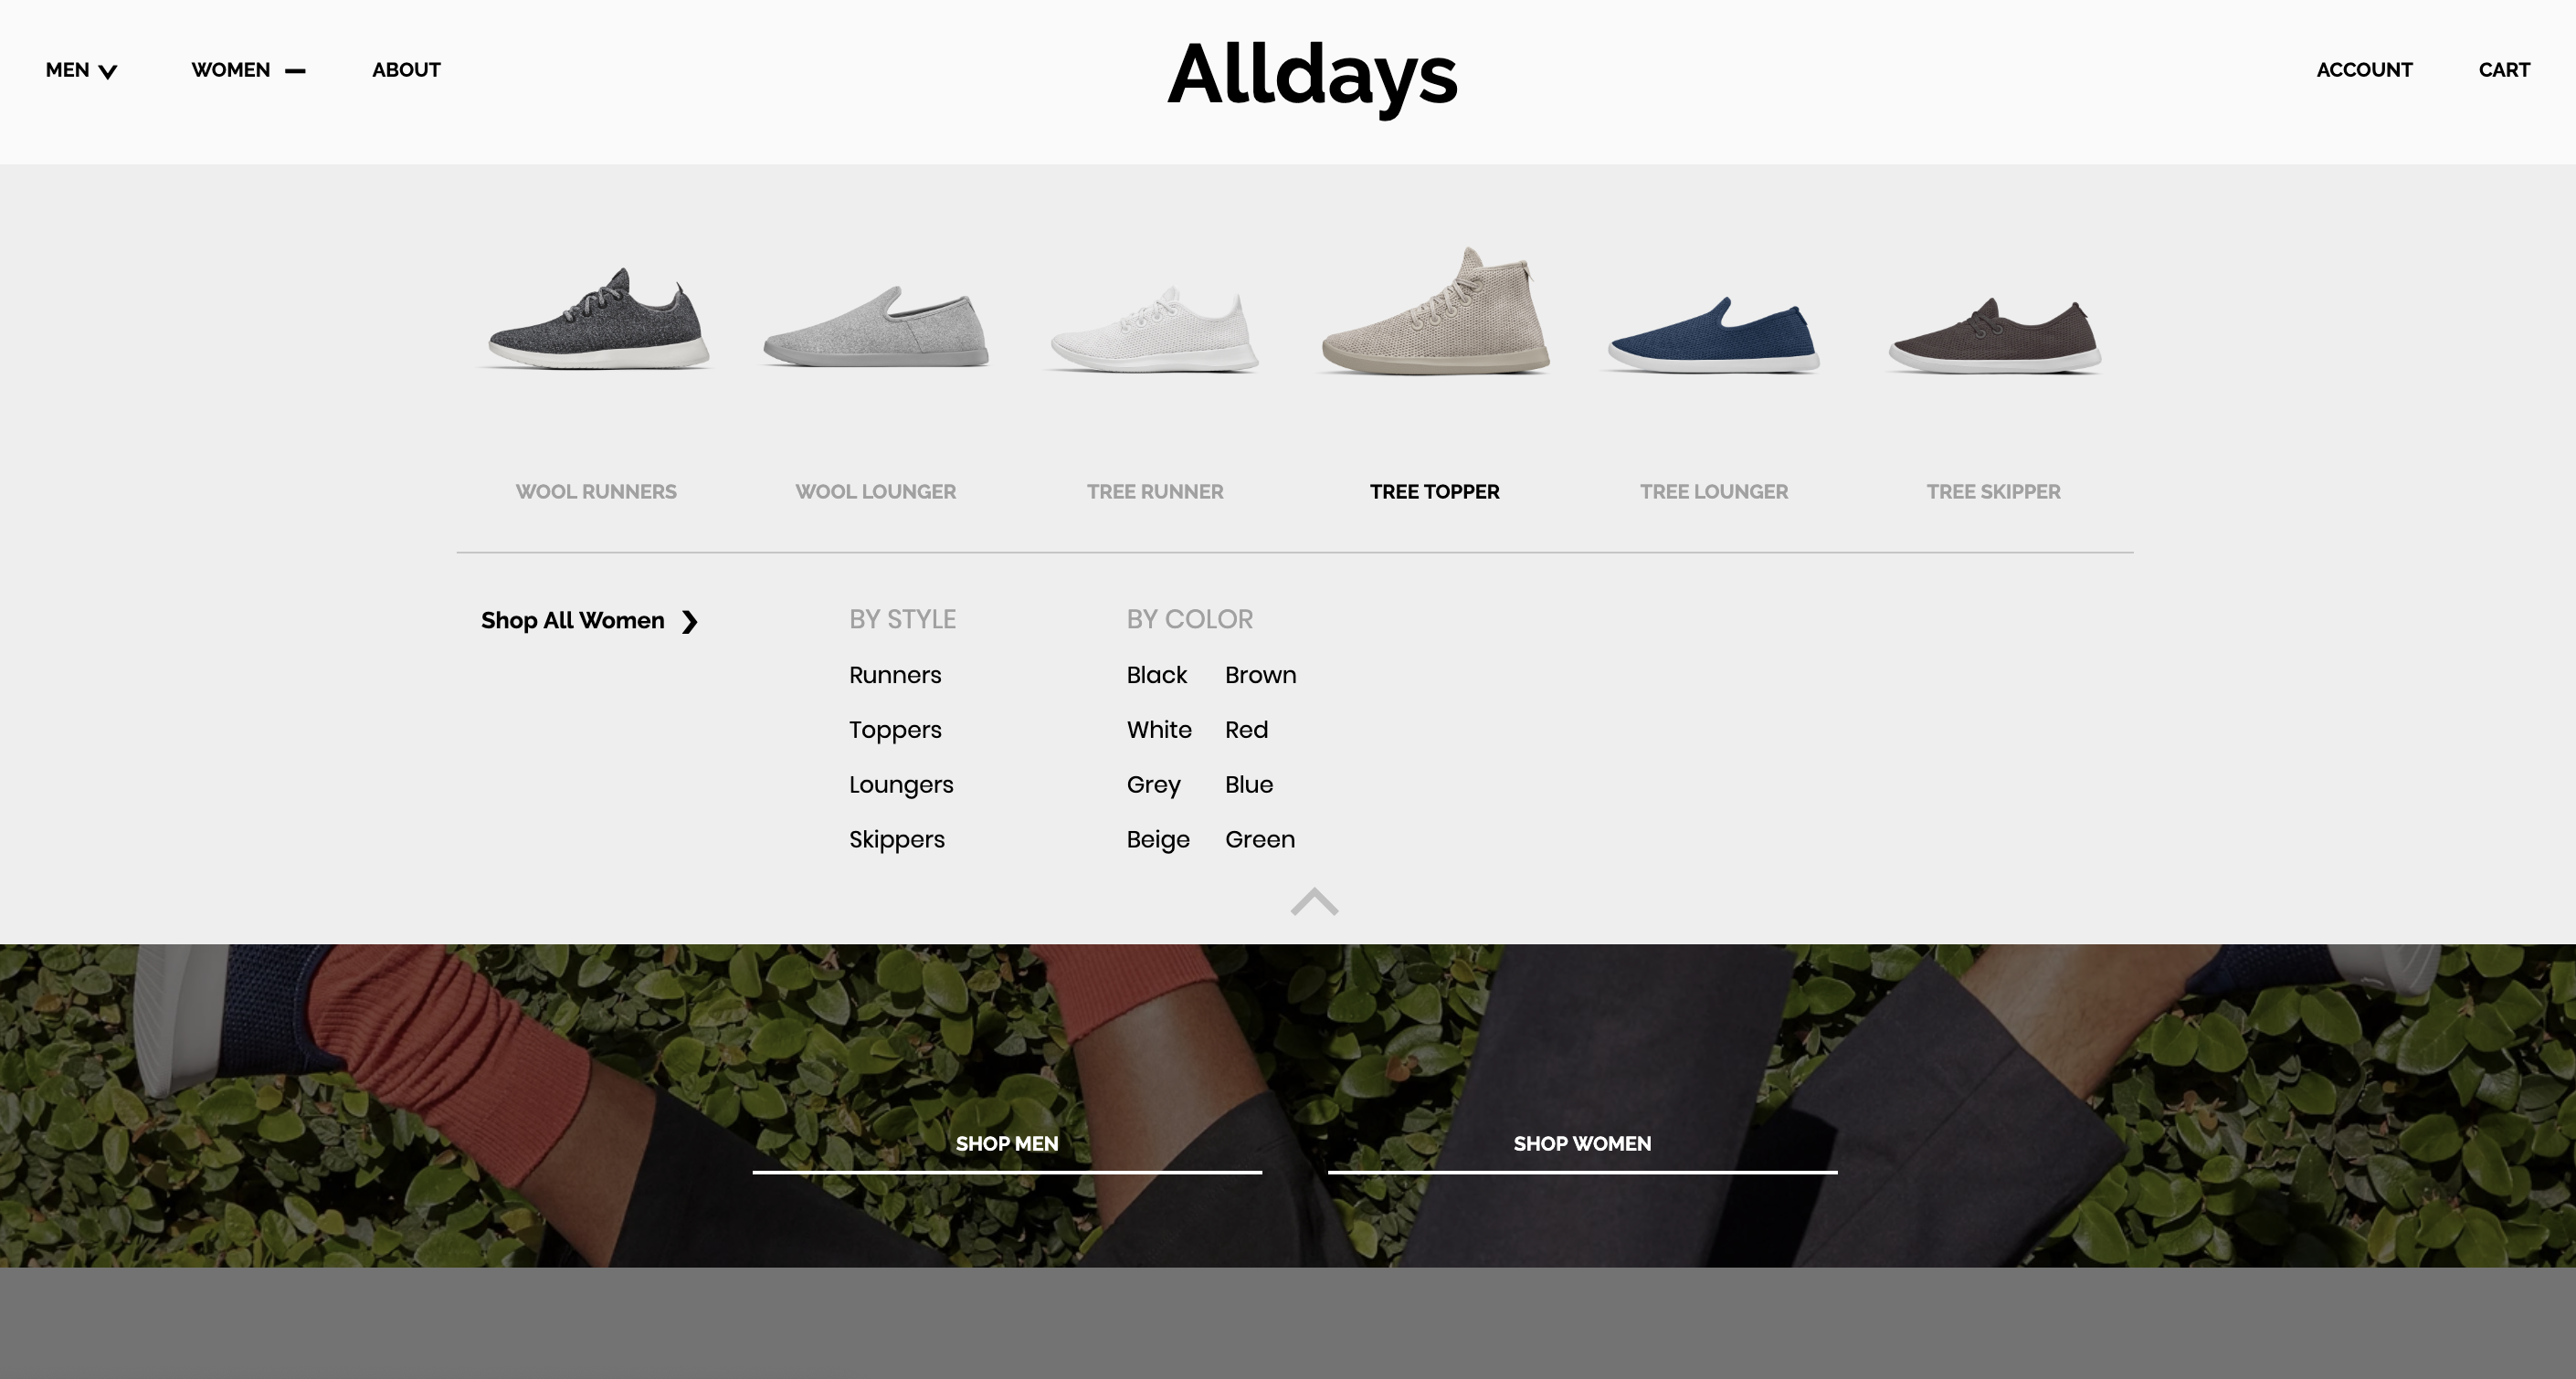 MEN WOMEN ABOUT Alldays ACCOUNT CART
WOOL RUNNERS WOOL LOUNGER TREE RUNNER TREE TOPPER TREE LOUNGER TREE SKIPPER
Shop All Women BY STYLE BY COLOR
Runners Black Brown
Toppers White Red
Loungers Grey Blue
Skippers Beige Green
SHOP MEN SHOP WOMEN